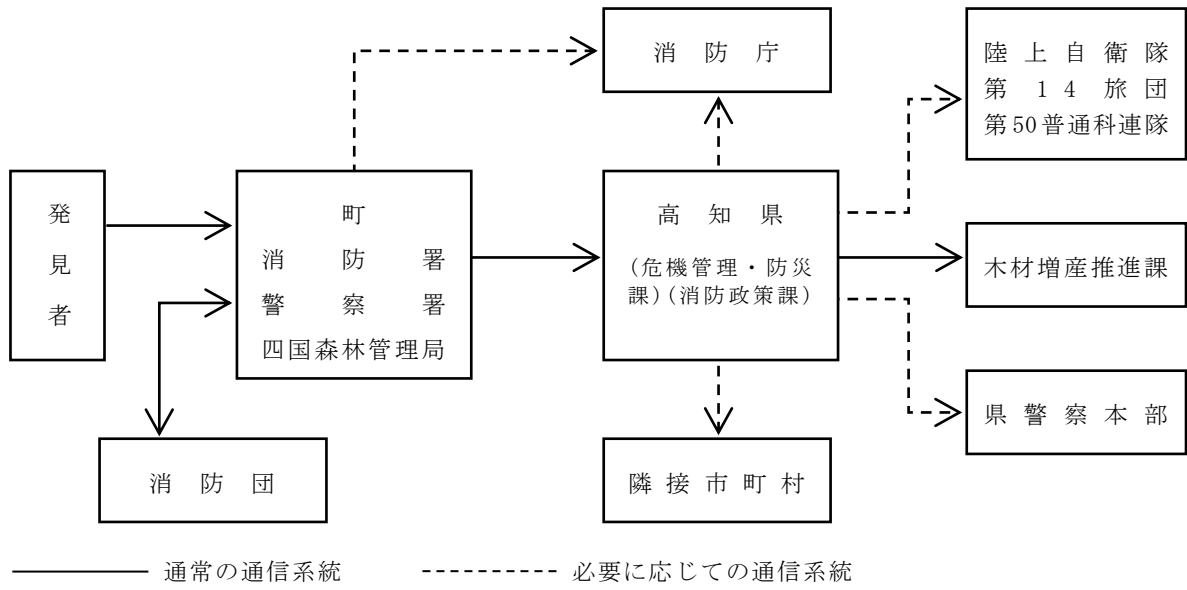 消防庁
陸上自衛隊
第14旅団
第50普通科連隊
発見者
町
消防署
警察署
四国森林管理局
高知県
(危機管理・防災
課)(消防政策課)
木材増産推進課
県警察本部
消防団
隣接市町村
通常の通信系統
必要に応じての通信系統